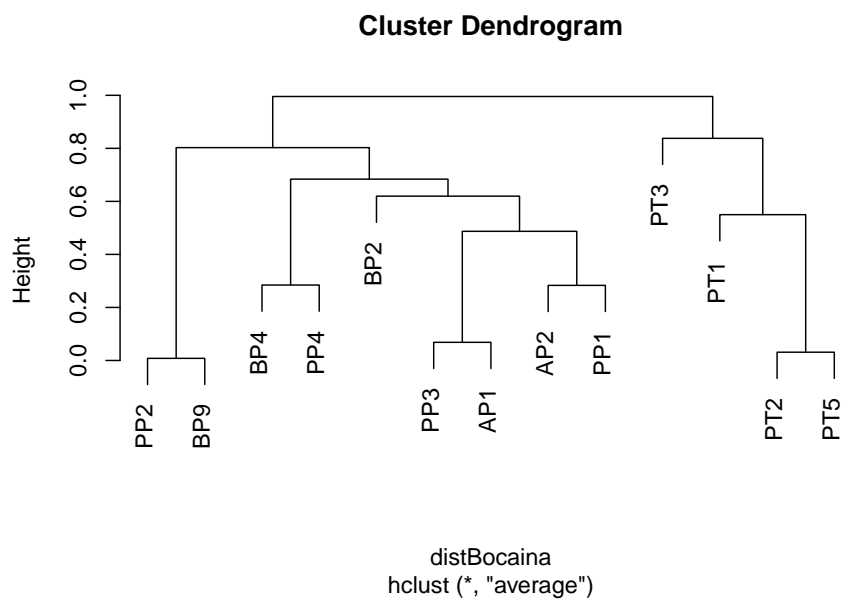 Cluster Dendrogram
Height
0.0 0.2 0.4 0.6 0.8 1.0
PP2
BP9
BP4
PP4
BP2
PP3
AP1
AP2
PP1
PT3
PT1
PT2
PT5
distBocaina
hclust (*, "average")